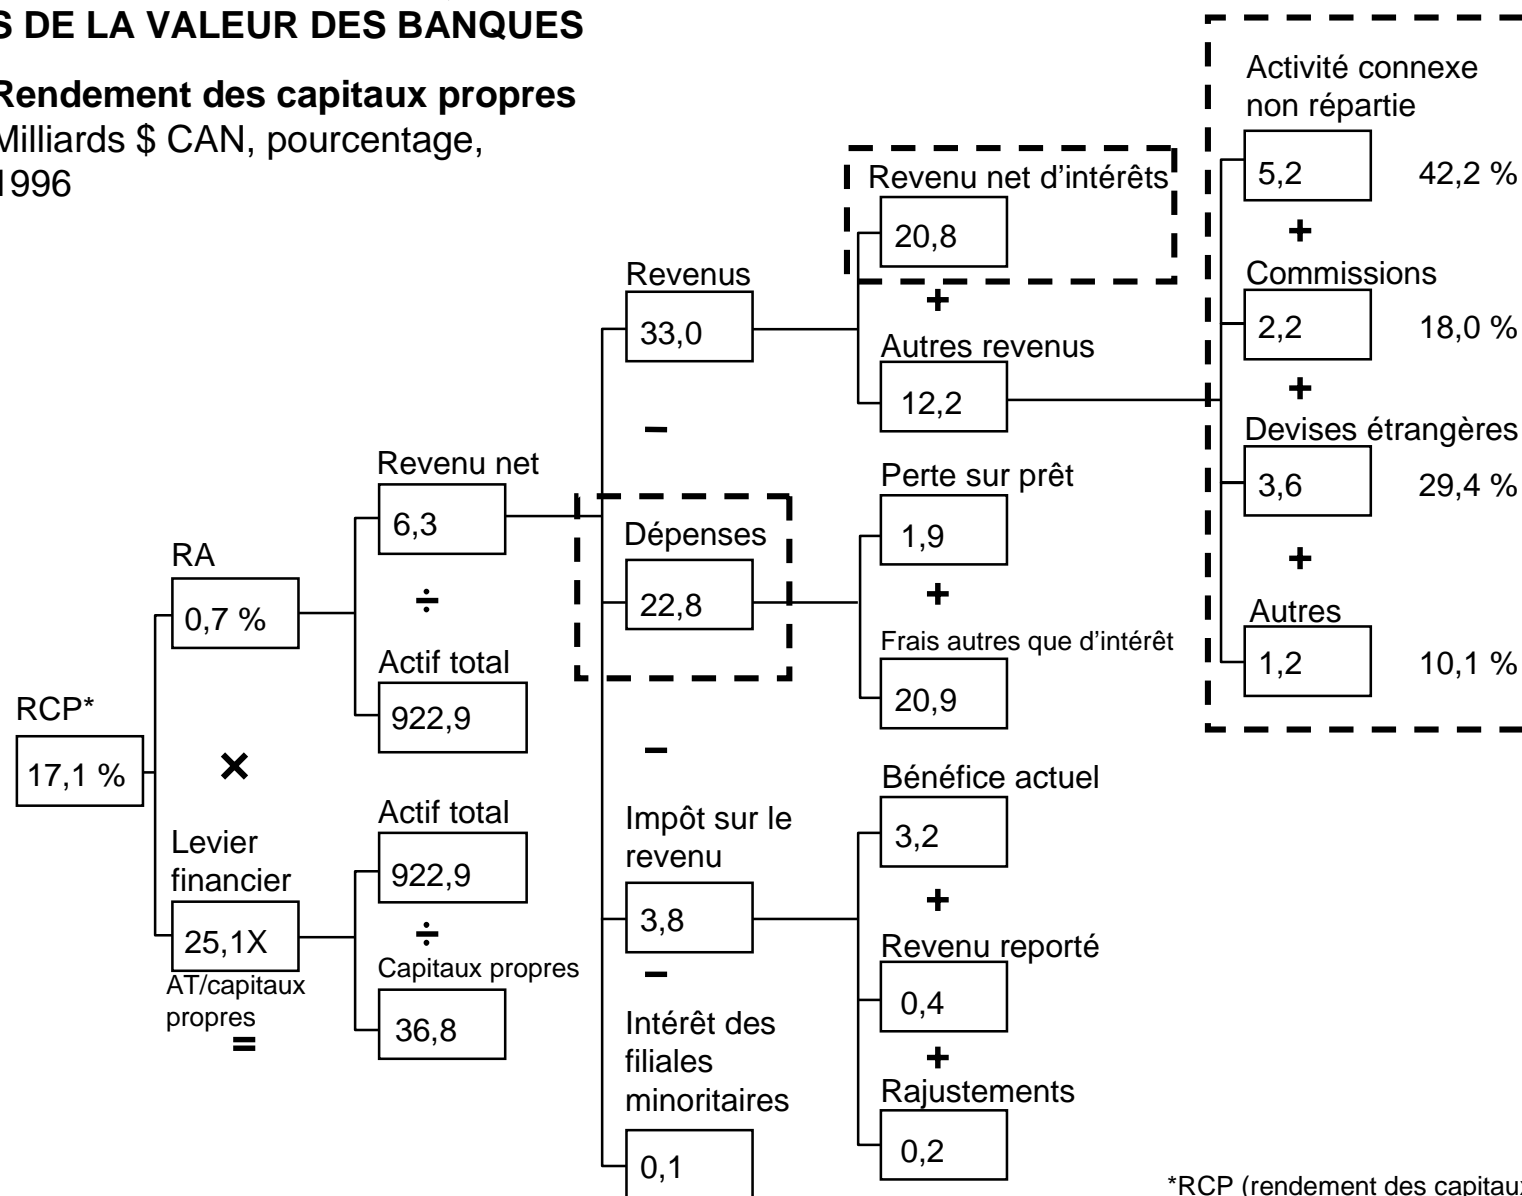 S DE LA VALEUR DES BANQUES
Rendement des capitaux propres
Milliards $ CAN, pourcentage,
1996
RCP*
17,1 %
RA
0,7 %
×
Levier
financier
25,1X
AT/capitaux
propres
=
Revenu net
6,3
÷
Actif total
922,9
Actif total
922,9
÷
Capitaux propres
36,8
Revenus
33,0
–
Dépenses
22,8
–
Impôt sur le
revenu
3,8
–
Intérêt des
filiales
minoritaires
0,1
Revenu net d’intérêts
20,8
+
Autres revenus
12,2
Perte sur prêt
1,9
+
Frais autres que d’intérêt
20,9
Bénéfice actuel
3,2
+
Revenu reporté
0,4
+
Rajustements
0,2
Activité connexe
non répartie
5,2 42,2 %
+
Commissions
2,2 18,0 %
+
Devises étrangères
3,6 29,4 %
+
Autres
1,2 10,1 %
*RCP (rendement des capitaux